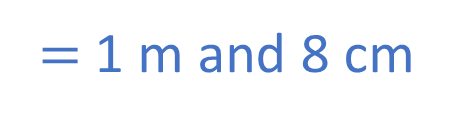 = 1 m and 8 cm